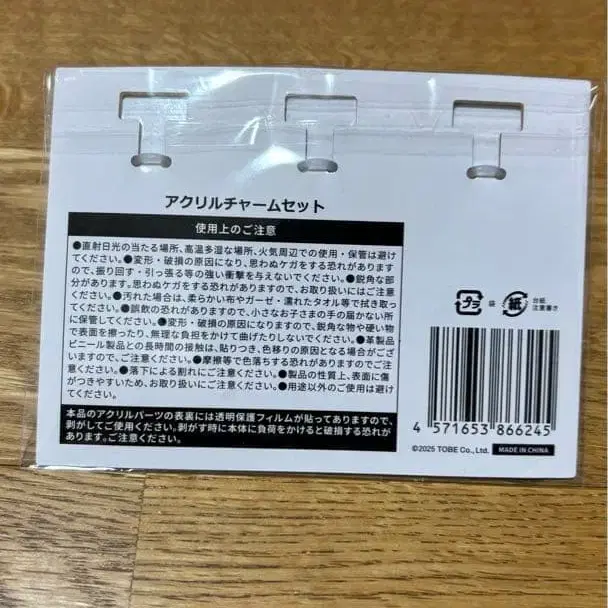 アクリルチャームセット
使用上のご注意
●直射日光の当たる場所、高温多湿な場所、火気周辺での使用・保管は避け
てください。●変形・破損の原因になり、思わぬケガをする恐れがあります
ので、振り回す・引っ張る等の強い衝撃を与えないでください。●鋭角な部
分があります。思わぬケガをする恐れがありますので、お取り扱いにはご注意
ください。●汚れた場合は、柔らかい布やガーゼ・濡れたタオル等で拭き取っ
てください。●誤飲の恐れがありますので、小さなお子さまの手の届かない所
に保管してください。●変形・破損の原因になりますので、鋭角な物や硬い物
で表面を擦ったり、無理な負担をかけて曲げたりしないでください。●革製品
ビニール製品との長時間の接触は、貼りつき、色移りの原因となる場合がござ
いますので、ご注意ください。●摩擦等で色落ちする恐れがありますのでご注
意ください。●落下による割れにご注意ください。●製品の性質上、表面に傷
がつきやすいため、お取り扱いにご注意ください。●用途以外のご使用は避け
てください。
本品のアクリルパーツの表裏には透明保護フィルムが貼ってありますので、
剥がしてご使用ください。剥がす時に本体に負荷をかけると破損する恐れが
あります。ご注意ください。
プラ 袋 紙 台紙
注意書き
4 571653 866245
©2025 TOBE Co., Ltd. MADE IN CHINA